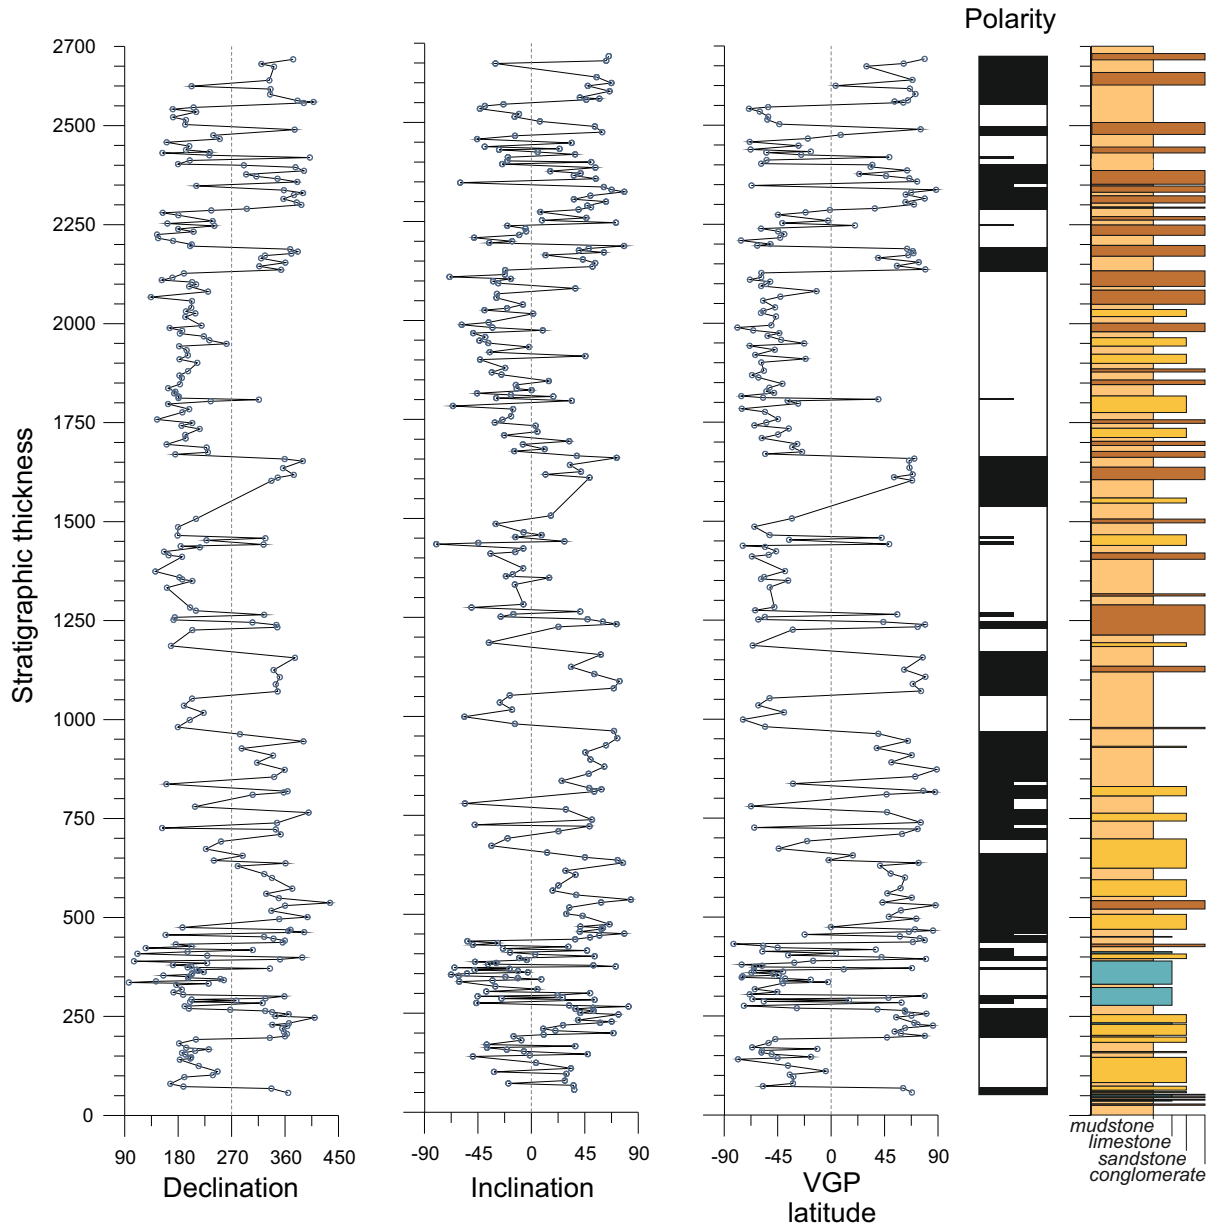 Polarity
2700
2500
2250
2000
1750
1500
1250
1000
750
500
250
0
Stratigraphic thickness
90 180 270 360 450
Declination
-90 -45 0 45 90
Inclination
-90 -45 0 45 90
VGP
latitude
mudstone
limestone
sandstone
conglomerate